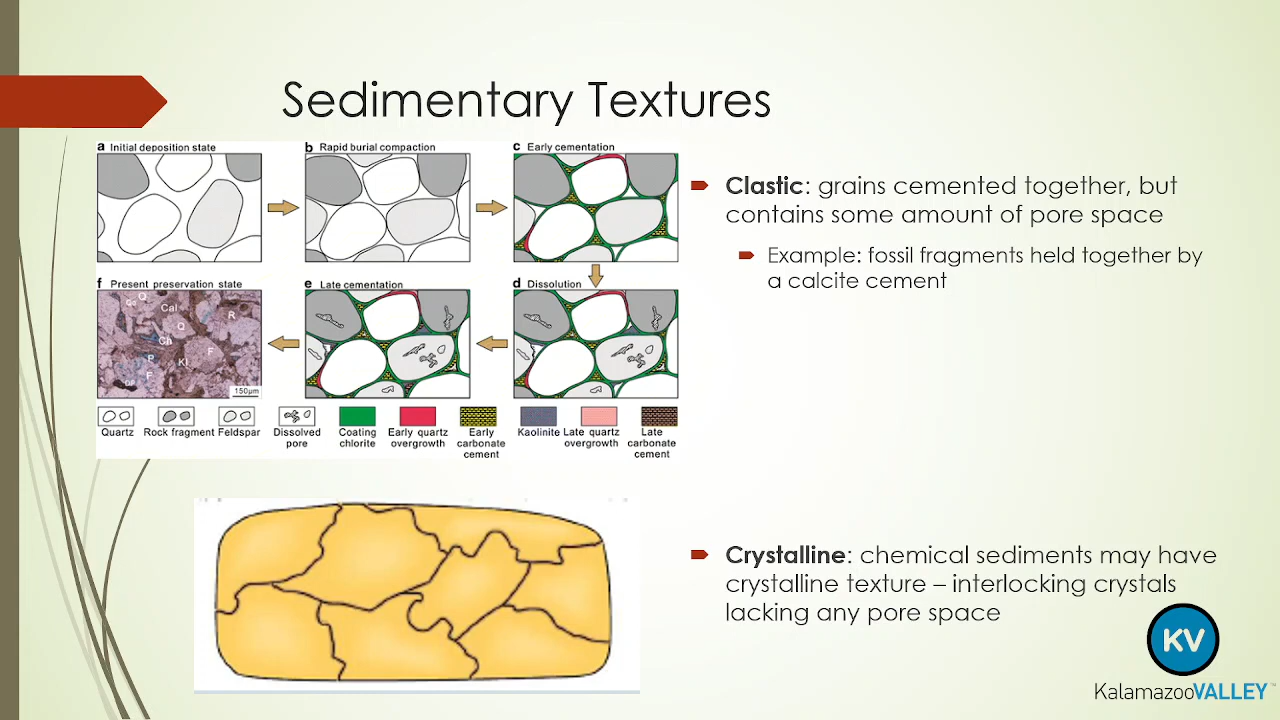 Sedimentary Textures
a Initial deposition state
b Rapid burial compaction
c Early cementation
f Present preservation state
e Late cementation
d Dissolution
Q
Cal
R
Q
Ch
P
F
Kl
F
150μm
Quartz
Rock fragment
Feldspar
Dissolved
pore
Coating
chlorite
Early quartz
overgrowth
Early
carbonate
cement
Kaolinite
Late quartz
overgrowth
Late
carbonate
cement
Clastic: grains cemented together, but
contains some amount of pore space
Example: fossil fragments held together by
a calcite cement
Crystalline: chemical sediments may have
crystalline texture – interlocking crystals
lacking any pore space
KV
KalamazooVALLEY™